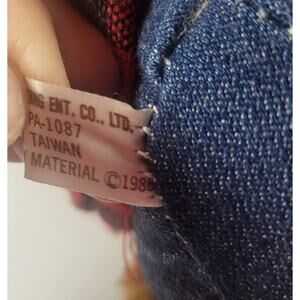 ENT. CO., LTD.
PA-1087
TAIWAN
MATERIAL ©198